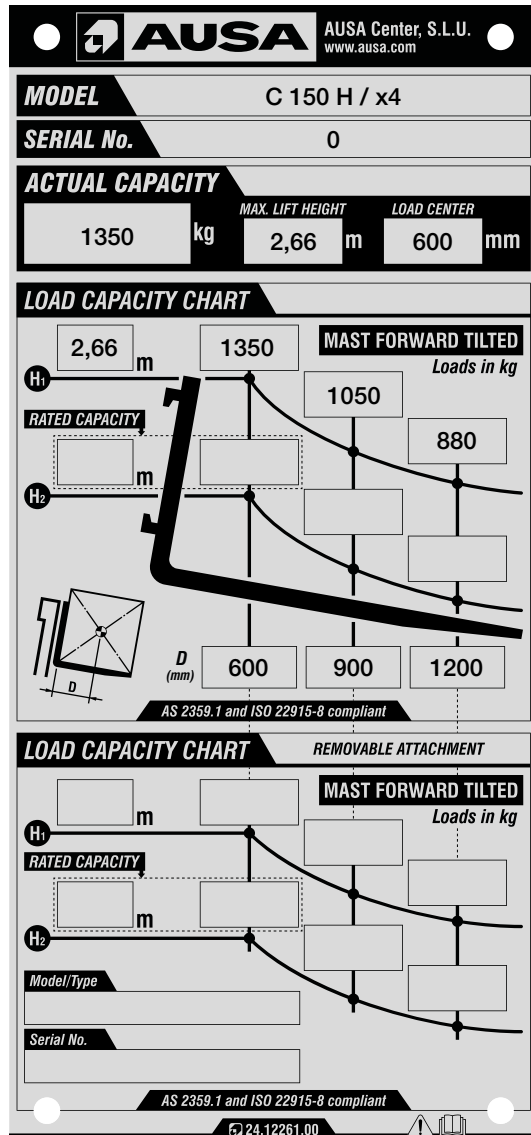 AUSA
AUSA Center, S.L.U.
www.ausa.com
MODEL
C 150 H / x4
SERIAL No.
0
ACTUAL CAPACITY
1350 kg
MAX. LIFT HEIGHT
2,66 m
LOAD CENTER
600 mm
LOAD CAPACITY CHART
MAST FORWARD TILTED
Loads in kg
H1
2,66 m
1350
1050
880
RATED CAPACITY
H2
m
D
D
(mm)
600
900
1200
AS 2359.1 and ISO 22915-8 compliant
LOAD CAPACITY CHART
REMOVABLE ATTACHMENT
MAST FORWARD TILTED
Loads in kg
H1
m
RATED CAPACITY
H2
m
Model/Type
Serial No.
AS 2359.1 and ISO 22915-8 compliant
24.12261.00